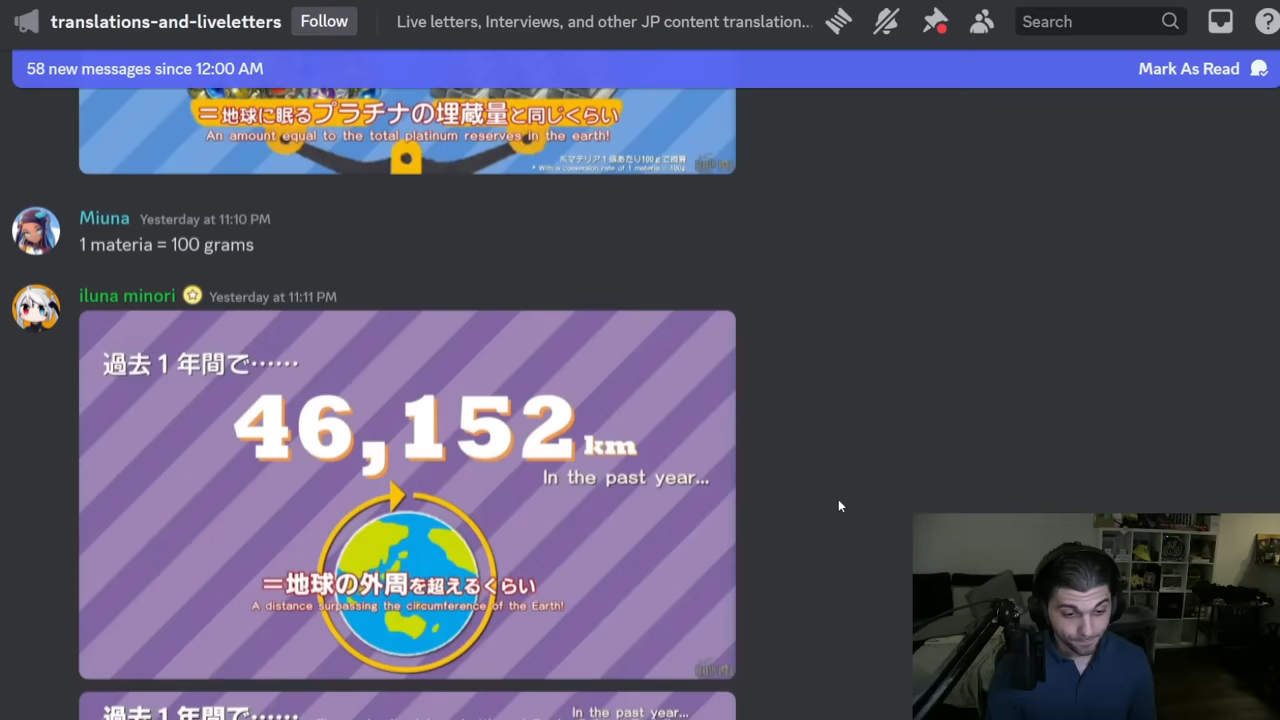 translations-and-liveletters
Follow
Live letters, Interviews, and other JP content translation...
Search
58 new messages since 12:00 AM
Mark As Read
＝地球に眠るプラチナの埋蔵量と同じくらい
An amount equal to the total platinum reserves in the earth!
※マテリア1個あたり100gで換算
* With a conversion rate of 1 materia = 100g
Miuna Yesterday at 11:10 PM
1 materia = 100 grams
iluna minori Yesterday at 11:11 PM
過去1年間で……
46,152 km
In the past year...
＝地球の外周を超えるくらい
A distance surpassing the circumference of the Earth!
過去1年間で……
In the past year...